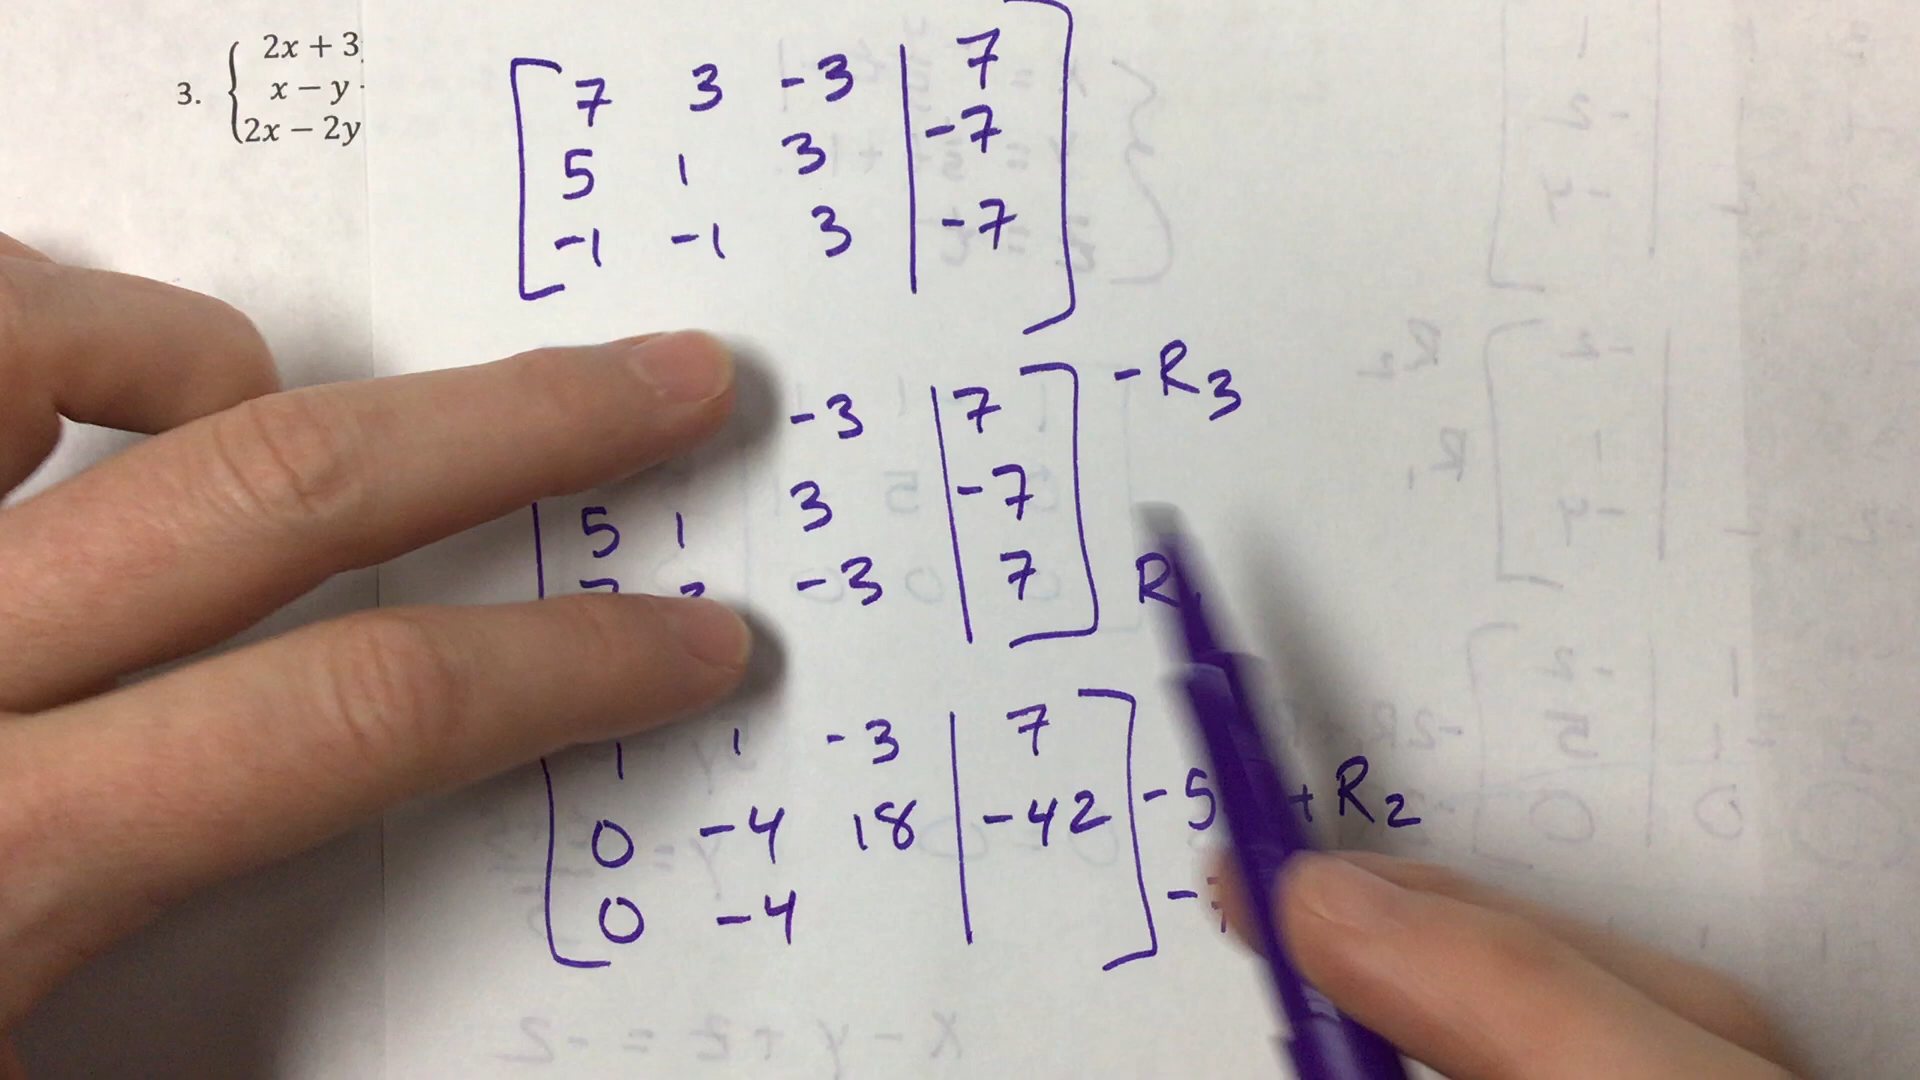 3. 2x + 3
x − y
2x − 2y
7 3 -3 | 7
5 1 3 | -7
-1 -1 3 | -7
-3 | 7 -R3
5 1 3 | -7
-3 | 7 R
1 1 -3 | 7
0 -4 18 | -42 -5 + R2
0 -4 -7